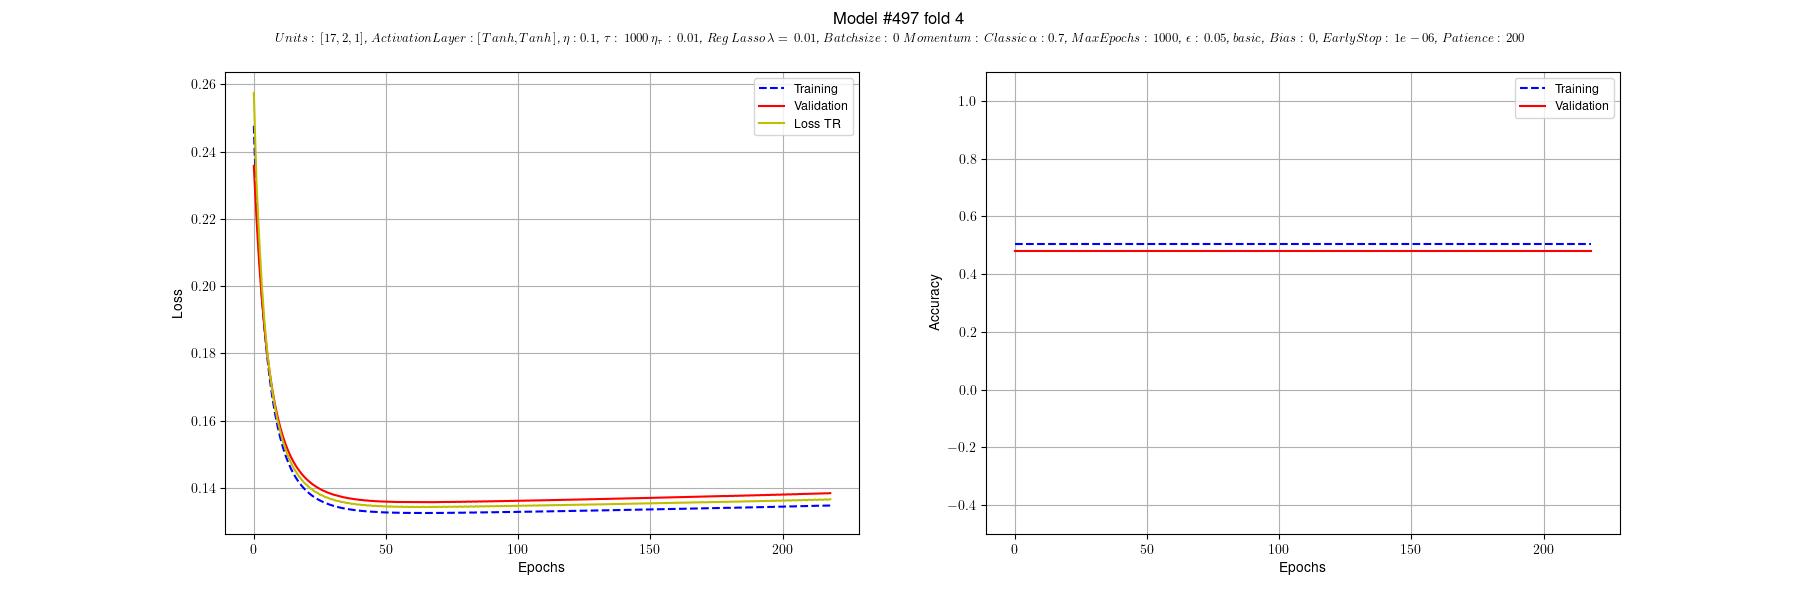 Model #497 fold 4
Units : [17, 2, 1], ActivationLayer : [Tanh, Tanh], η : 0.1, τ : 1000 η_τ : 0.01, Reg Lasso λ = 0.01, Batchsize : 0 Momentum : Classic α : 0.7, MaxEpochs : 1000, ϵ : 0.05, basic, Bias : 0, EarlyStop : 1e − 06, Patience : 200
0.26
0.24
0.22
0.20
0.18
0.16
0.14
Loss
0
50
100
150
200
Epochs
Training
Validation
Loss TR
1.0
0.8
0.6
0.4
0.2
0.0
−0.2
−0.4
Accuracy
0
50
100
150
200
Epochs
Training
Validation